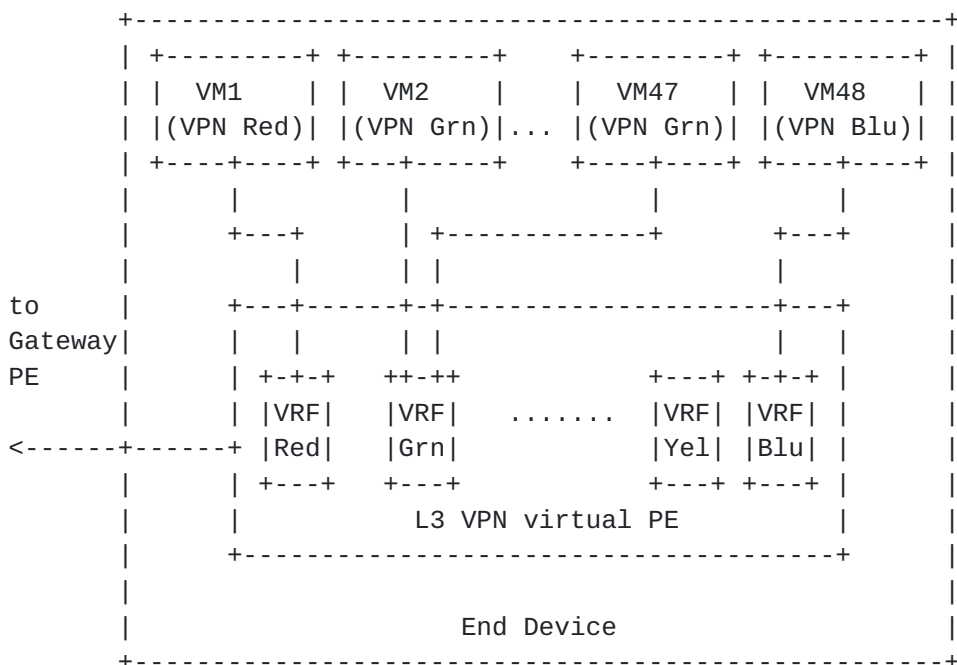 VM1 VM2 VM47 VM48
(VPN Red) (VPN Grn) ... (VPN Grn) (VPN Blu)
to
Gateway
PE
VRF VRF ....... VRF VRF
Red Grn Yel Blu
L3 VPN virtual PE
End Device